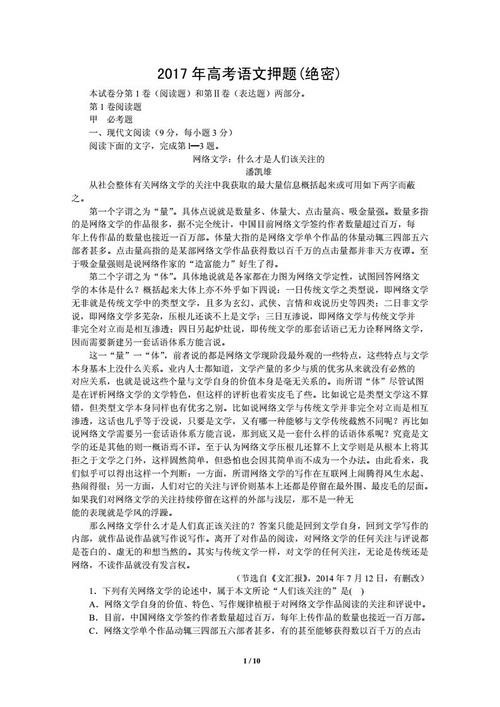 2017年高考语文押题(绝密)
本试卷分第1卷（阅读题）和第Ⅱ卷（表达题）两部分。
第1卷阅读题
甲　必考题
一、现代文阅读（9分，每小题3分）
阅读下面的文字，完成第l—3题。
网络文学：什么才是人们该关注的
潘凯雄
从社会整体有关网络文学的关注中我获取的最大量信息概括起来或可用如下两字而蔽
之。
第一个字谓之为“量”。具体点说就是数量多、体量大、点击量高、吸金量强。数量多指
的是网络文学的作品很多，据不完全统计，中国目前网络文学签约作者数量超过百万，每
年上传作品的数量也接近一百万部。体量大指的是网络文学单个作品的体量动辄三四部五六
部者甚多。点击量高指的是某部网络文学作品获得数以百千万的点击量都并非天方夜谭。至
于吸金量强则是说网络作家的“造富能力”好生了得。
第二个字谓之为“体”。具体地说就是各家都在力图为网络文学定性，试图回答网络文
学的本体是什么？概括起来大体上亦不外乎如下四说：一日传统文学之类型说，即网络文学
无非就是传统文学中的类型文学，且多为玄幻、武侠、言情和戏说历史等四类；二日非文学
说，即网络文学多芜杂，压根儿还谈不上是文学；三日互渗说，即网络文学与传统文学并
非完全对立而是相互渗透；四日另起炉灶说，即传统文学的那套话语已无力诠释网络文学，
因而需要新建另一套话语体系方能言说。
这一“量”一“体”，前者说的都是网络文学现阶段最外观的一些特点，这些特点与文学
本身基本上没什么关系。业内人士都知道，文学产量的多少与质的优劣从来就没有必然的
对应关系，也就是说这些个量与文学自身的价值本身是毫无关系的。而所谓“体”尽管试图
是在评析网络文学的文学特色，但这样的评析也着实皮毛了些。比如说它是类型文学这不算
错，但类型文学本身同样也有优劣之别。比如说网络文学与传统文学并非完全对立而是相互
渗透，这话也几乎等于没说，只要是文学，又有哪一种能够与文学传统截然不同呢？再比如
说网络文学需要另一套话语体系方能言说，那到底又是一套什么样的话语体系呢？究竟是文
学的还是其他的则一概语焉不详。至于认为网络文学压根儿还算不上文学则是从根本上将其
拒之于文学之门外，这样固然简单，但恐怕也会因其简单而不成为一个办法。由此看来，我
们似乎可以得出这样一个判断：一方面，所谓网络文学的写作在互联网上闹腾得风生水起、
热闹得很；另一方面，人们对它的关注与评价则基本上还都是停留在最外围、最皮毛的层面。
如果我们对网络文学的关注持续停留在这样的外部与浅层，那不是一种无
能的表现就是学风的浮躁。
那么网络文学什么才是人们真正该关注的？答案只能是回到文学自身，回到文学写作的
内部，就作品说作品就写作说写作。离开了对作品的阅读，对网络文学的任何关注与评说都
是苍白的、虚无的和想当然的。其实与传统文学一样，对文学的任何关注，无论是传统还是
网络，不读作品就没有发言权。
（节选自《文汇报》，2014年7月12日，有删改）
1．下列有关网络文学的论述中，属于本文所论“人们该关注的”是(　)
A．网络文学自身的价值、特色、写作规律植根于对网络文学作品阅读的关注和评说中。
B．目前，中国网络文学签约作者数量超过百万，每年上传作品的数量也接近一百万部。
C．网络文学单个作品动辄三四部五六部者甚多，有的甚至能够获得数以百千万的点击
1 / 10